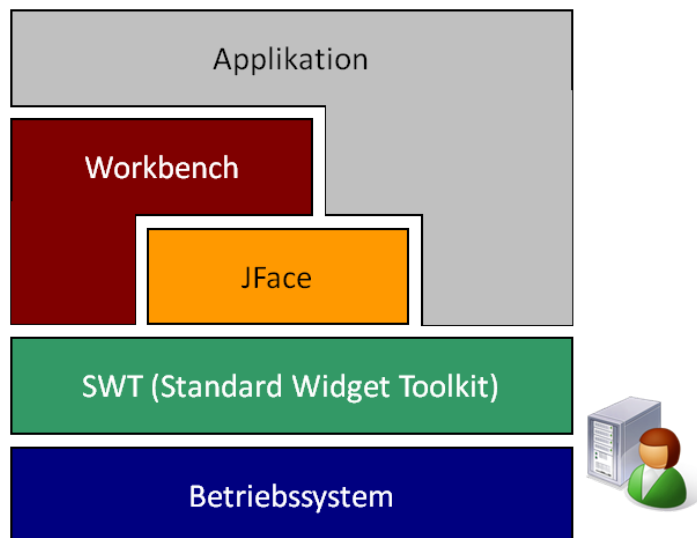 Applikation
Workbench
JFace
SWT (Standard Widget Toolkit)
Betriebssystem